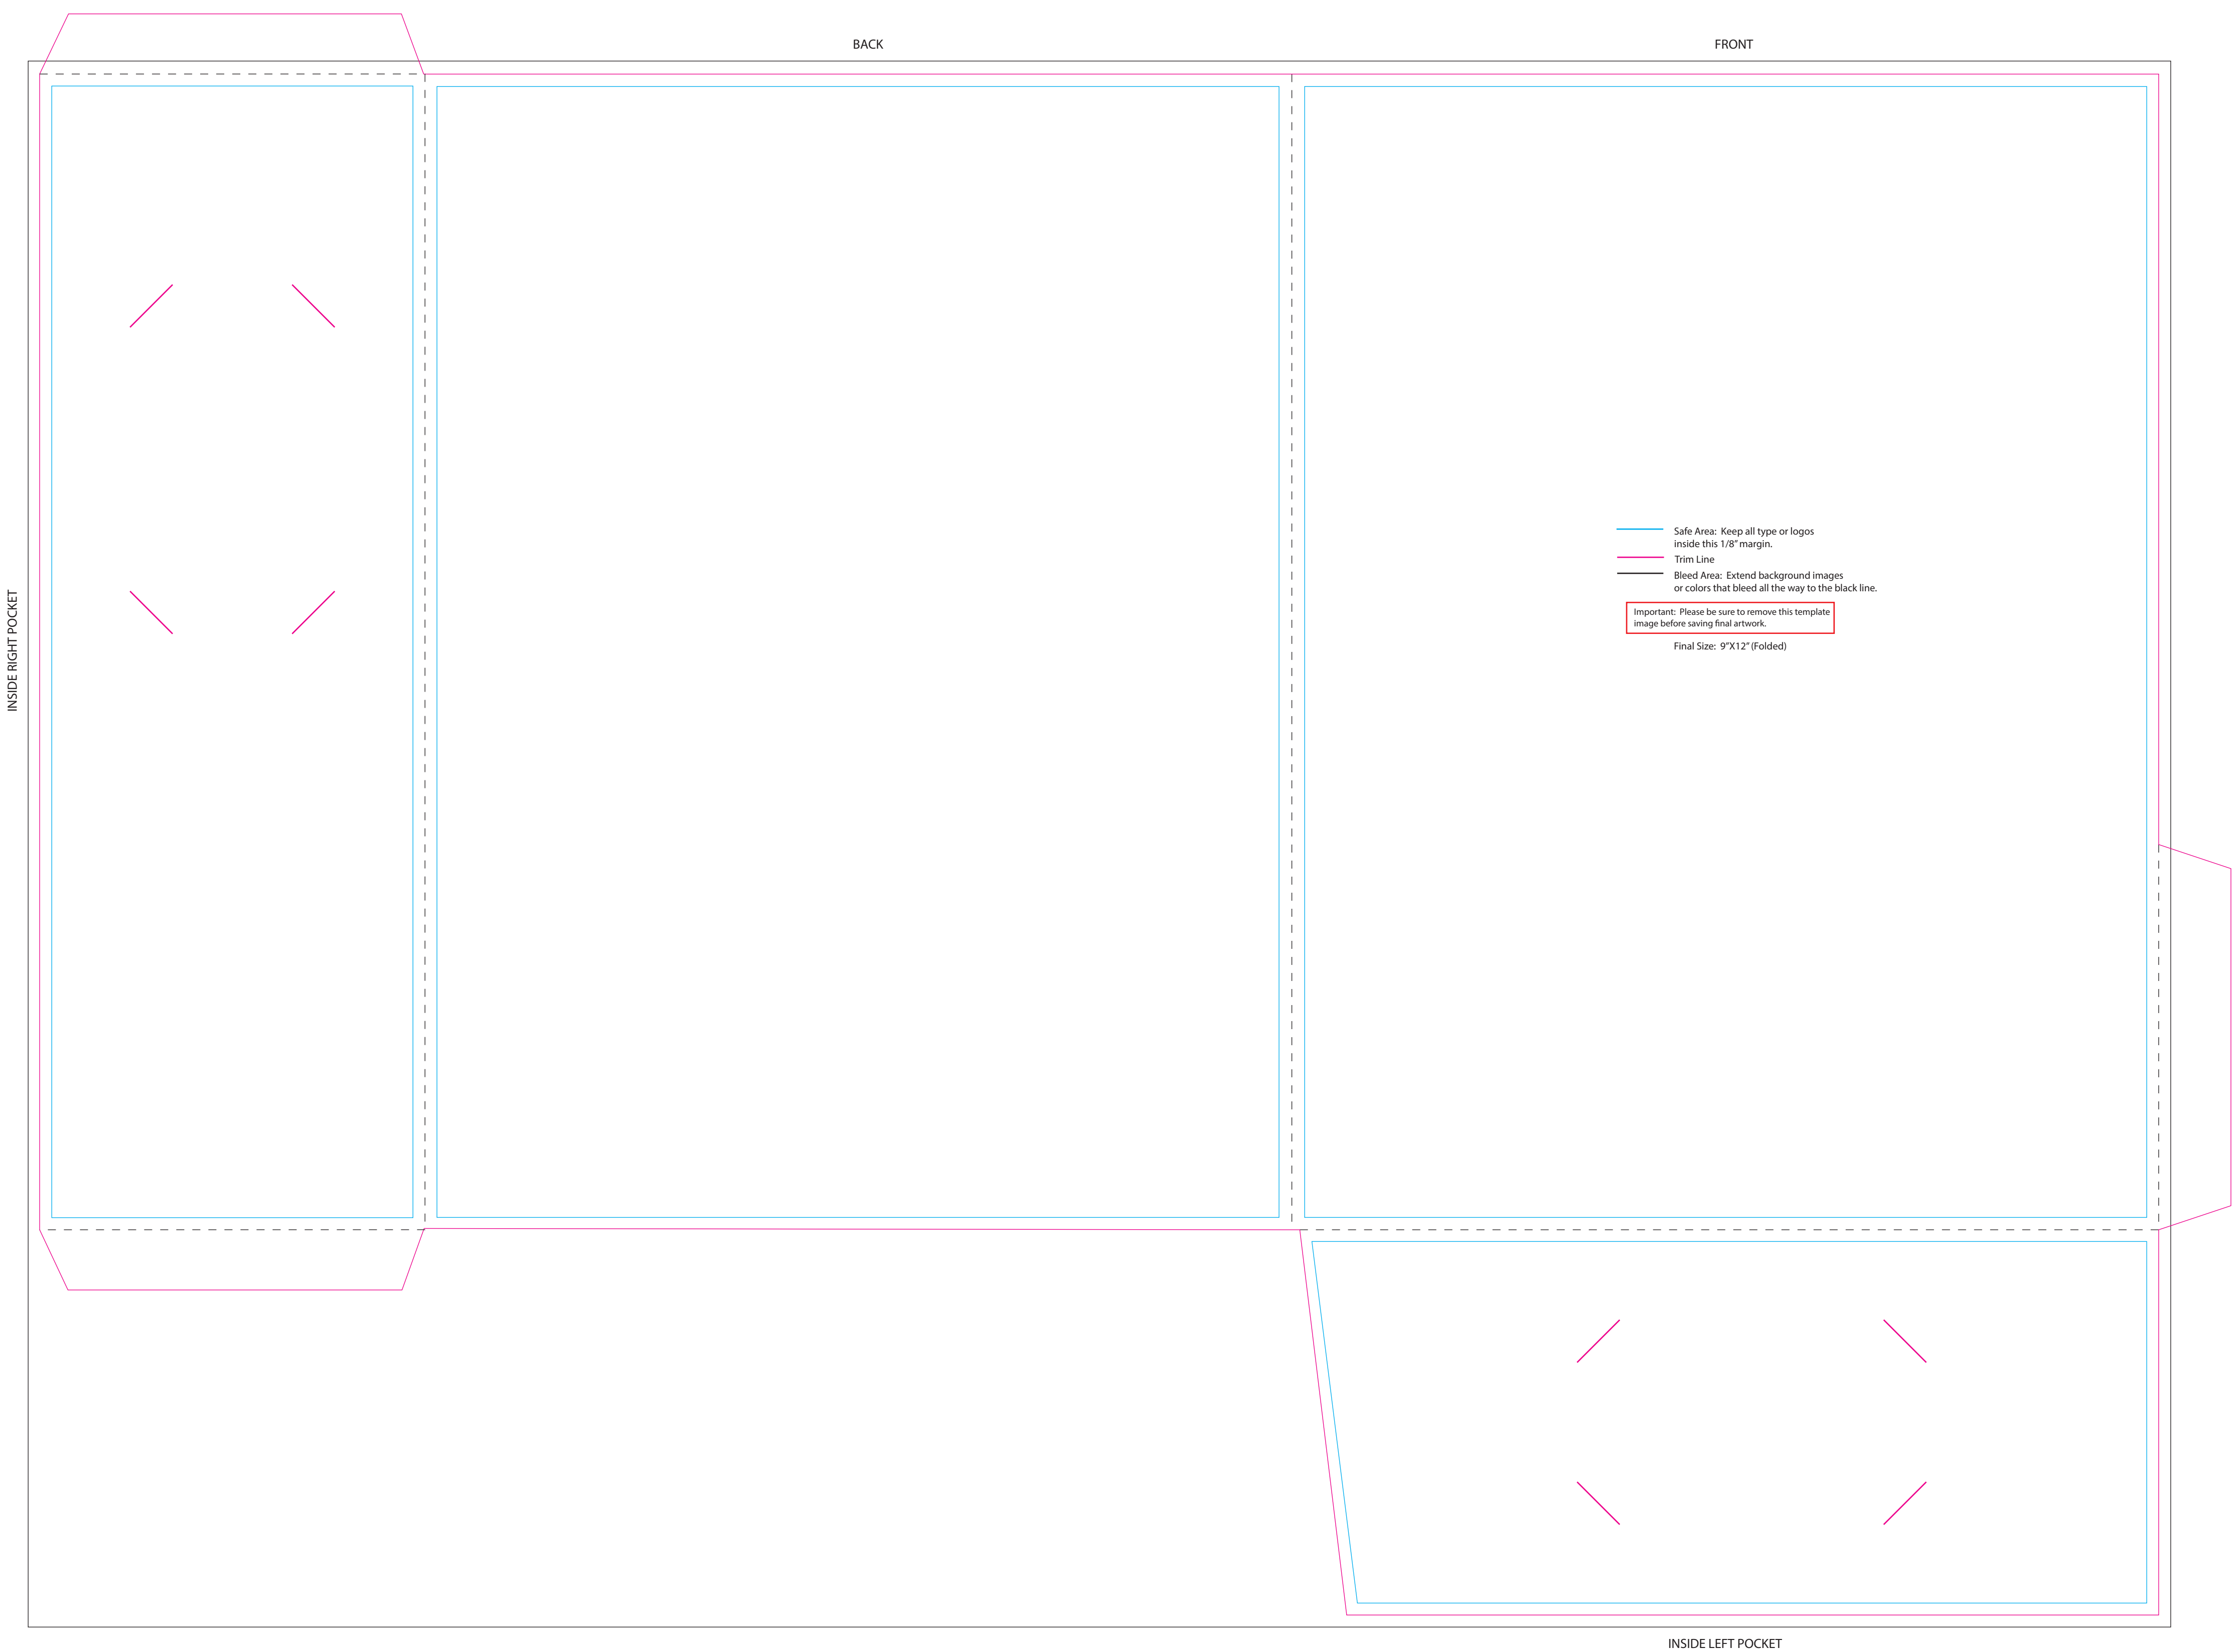 BACK
FRONT
Safe Area:  Keep all type or logos
inside this 1/8” margin.
Trim Line
Bleed Area:  Extend background images
or colors that bleed all the way to the black line.
Important:  Please be sure to remove this template
image before saving final artwork.
Final Size:  9”X12” (Folded)
INSIDE RIGHT POCKET
INSIDE LEFT POCKET